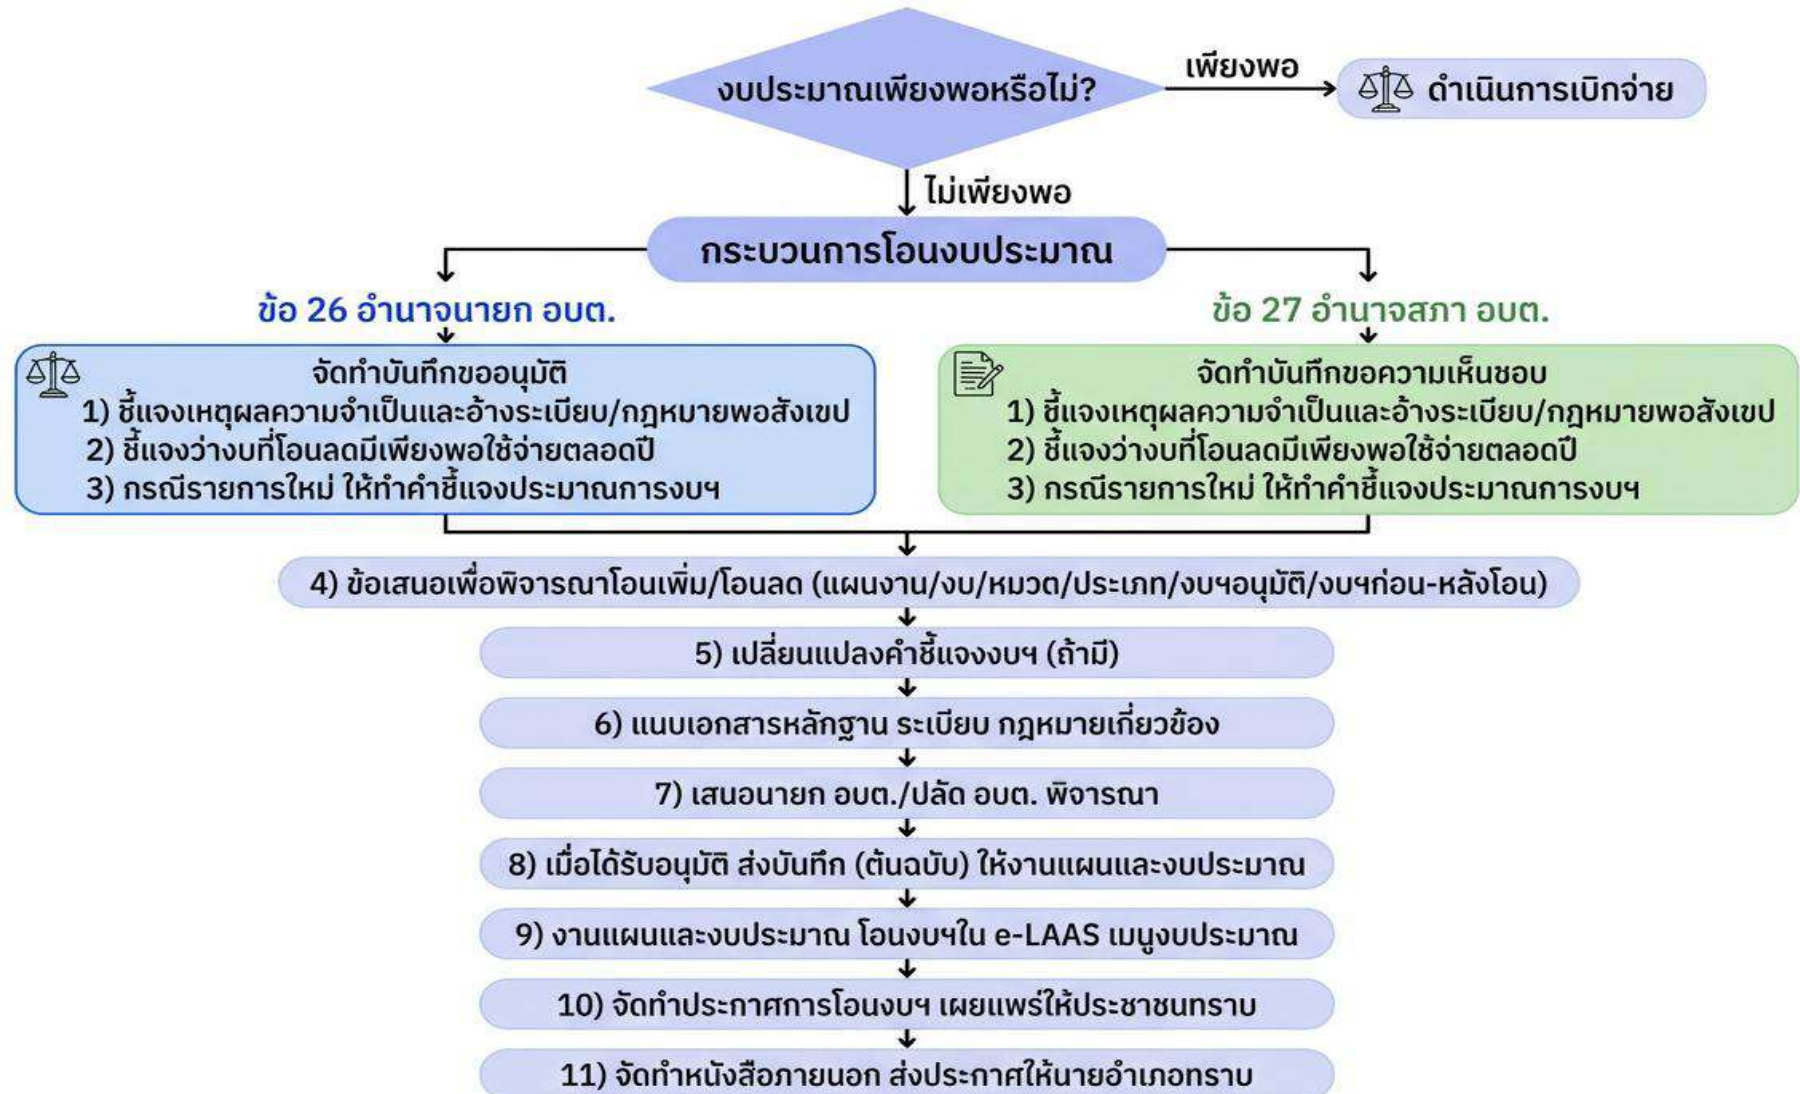 งบประมาณเพียงพอหรือไม่?
เพียงพอ
ดำเนินการเบิกจ่าย
ไม่เพียงพอ
กระบวนการโอนงบประมาณ
ข้อ 26 อำนาจนายก อบต.
จัดทำบันทึกขออนุมัติ
1) ชี้แจงเหตุผลความจำเป็นและอ้างระเบียบ/กฎหมายพอสังเขป
2) ชี้แจงว่างบที่โอนลดมีเพียงพอใช้จ่ายตลอดปี
3) กรณีรายการใหม่ ให้ทำคำชี้แจงประมาณการงบฯ
ข้อ 27 อำนาจสภา อบต.
จัดทำบันทึกขอความเห็นชอบ
1) ชี้แจงเหตุผลความจำเป็นและอ้างระเบียบ/กฎหมายพอสังเขป
2) ชี้แจงว่างบที่โอนลดมีเพียงพอใช้จ่ายตลอดปี
3) กรณีรายการใหม่ ให้ทำคำชี้แจงประมาณการงบฯ
4) ข้อเสนอเพื่อพิจารณาโอนเพิ่ม/โอนลด (แผนงาน/งบ/หมวด/ประเภท/งบฯอนุมัติ/งบฯก่อน-หลังโอน)
5) เปลี่ยนแปลงคำชี้แจงงบฯ (ถ้ามี)
6) แนบเอกสารหลักฐาน ระเบียบ กฎหมายเกี่ยวข้อง
7) เสนอนายก อบต./ปลัด อบต. พิจารณา
8) เมื่อได้รับอนุมัติ ส่งบันทึก (ต้นฉบับ) ให้งานแผนและงบประมาณ
9) งานแผนและงบประมาณ โอนงบฯใน e-LAAS เมนูงบประมาณ
10) จัดทำประกาศการโอนงบฯ เผยแพร่ให้ประชาชนทราบ
11) จัดทำหนังสือภายนอก ส่งประกาศให้นายอำเภอทราบ